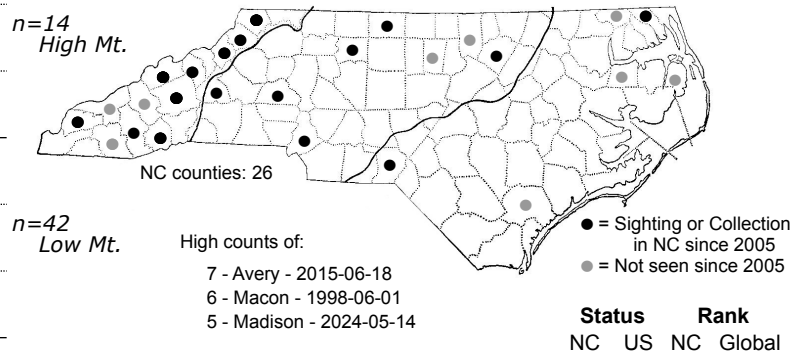 n=14
High Mt.
NC counties: 26
n=42
Low Mt.
High counts of:
7 - Avery - 2015-06-18
6 - Macon - 1998-06-01
5 - Madison - 2024-05-14
= Sighting or Collection
in NC since 2005
= Not seen since 2005
Status Rank
NC US NC Global